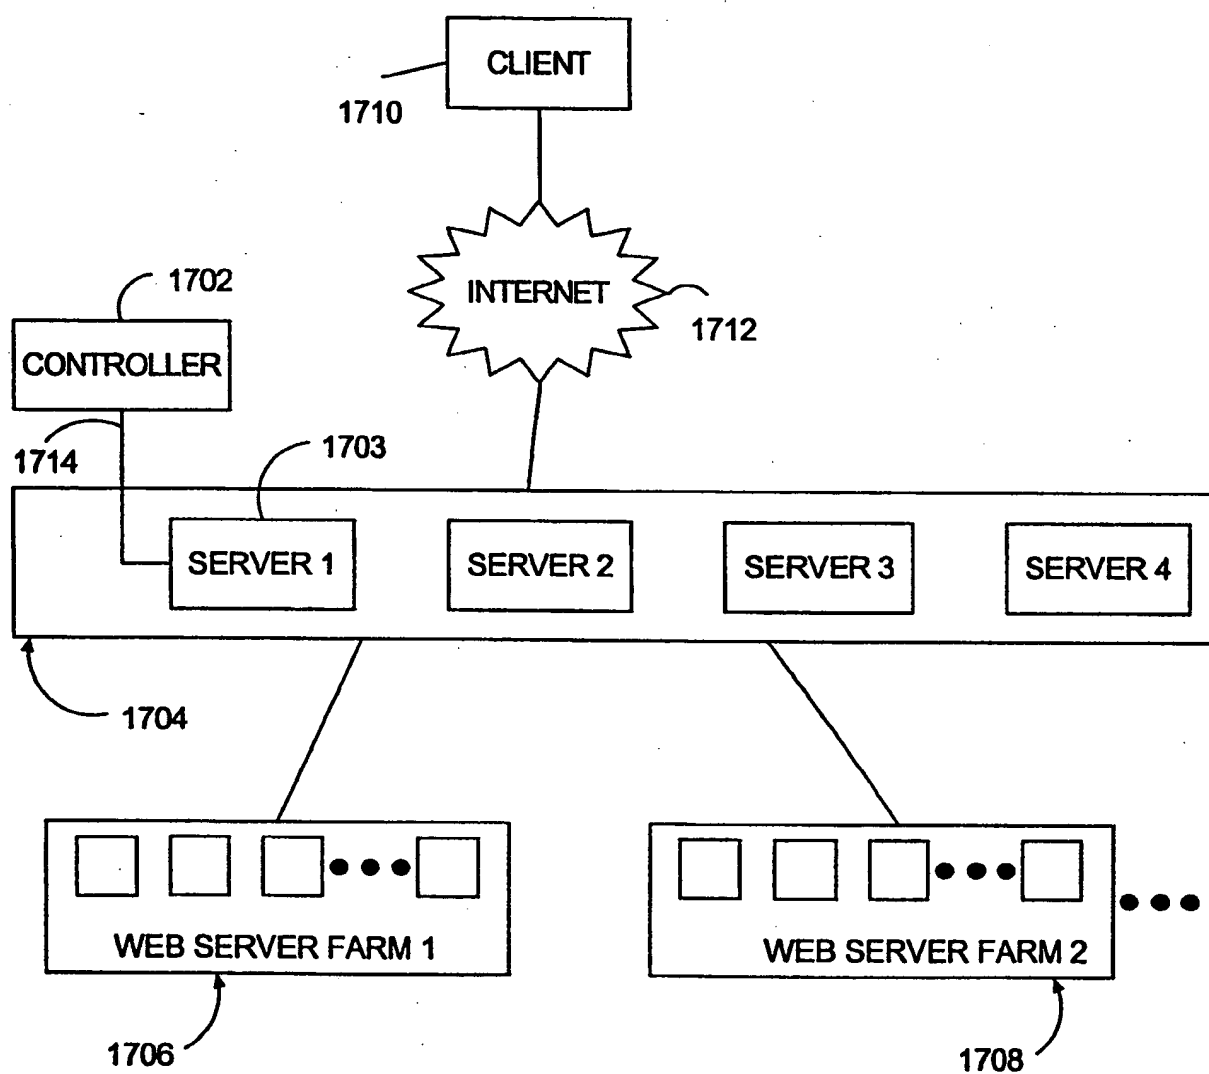 CLIENT
1710
INTERNET
1712
1702
CONTROLLER
1714
1703
SERVER 1
SERVER 2
SERVER 3
SERVER 4
1704
WEB SERVER FARM 1
WEB SERVER FARM 2
1706
1708